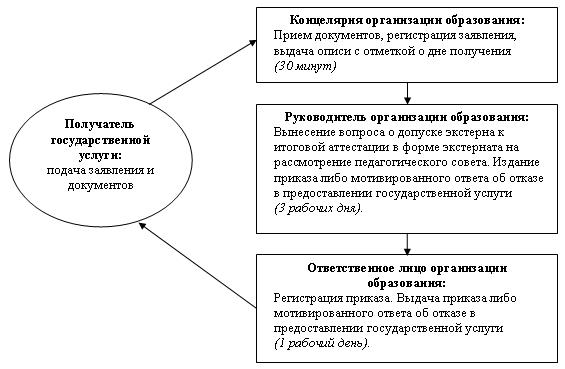 Концелярия организации образования:
Прием документов, регистрация заявления,
выдача описи с отметкой о дне получения
(30 минут)
Получатель
государственной
услуги:
подача заявления и
документов
Руководитель организации образования:
Вынесение вопроса о допуске экстерна к
итоговой аттестации в форме экстерната на
рассмотрение педагогического совета. Издание
приказа либо мотивированного ответа об отказе
в предоставлении государственной услуги
(3 рабочих дня).
Ответственное лицо организации
образования:
Регистрация приказа. Выдача приказа либо
мотивированного ответа об отказе в
предоставлении государственной услуги
(1 рабочий день).